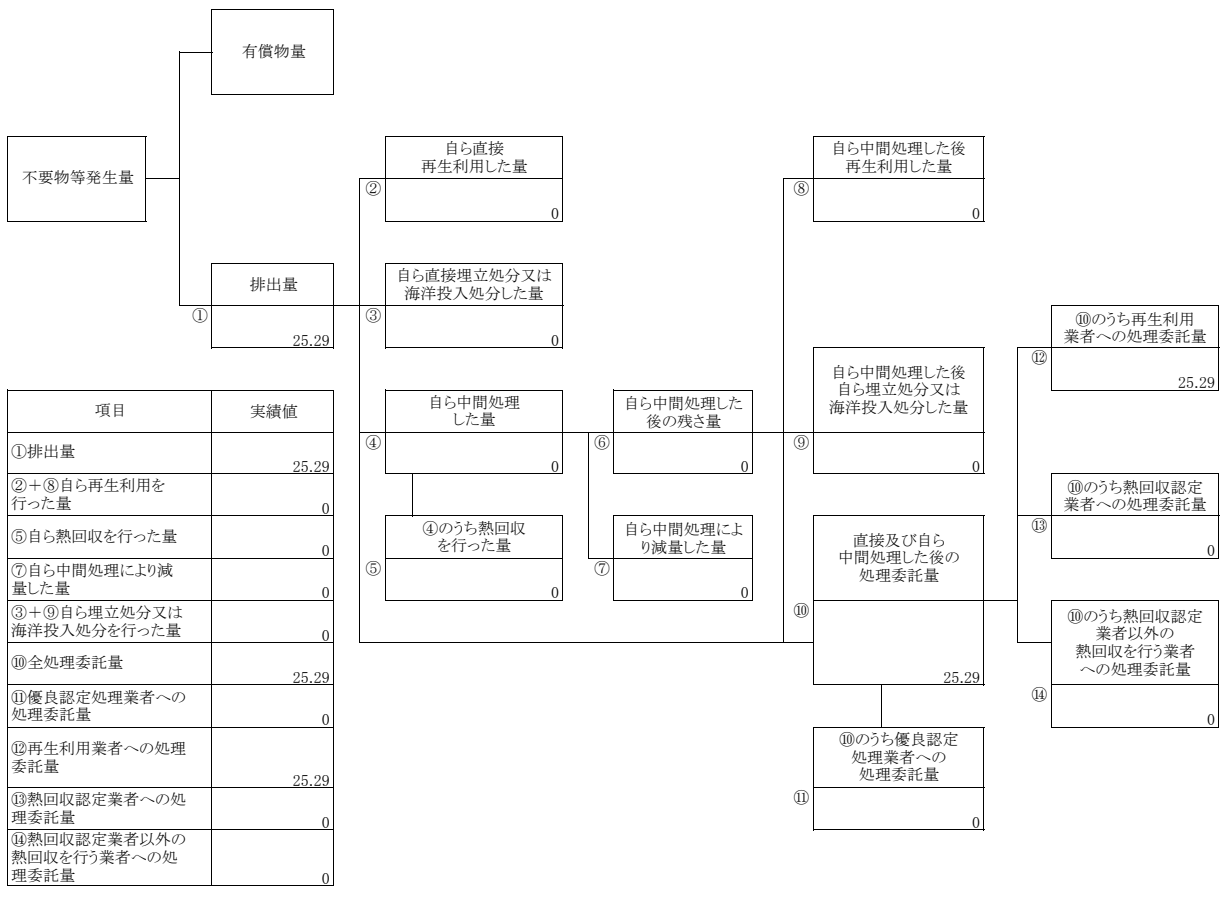 有償物量
不要物等発生量
排出量
①
25.29
自ら直接
再生利用した量
②
0
自ら直接埋立処分又は
海洋投入処分した量
③
0
自ら中間処理
した量
④
0
④のうち熱回収
を行った量
⑤
0
自ら中間処理した
後の残さ量
⑥
0
自ら中間処理によ
り減量した量
⑦
0
自ら中間処理した後
再生利用した量
⑧
0
自ら中間処理した後
自ら埋立処分又は
海洋投入処分した量
⑨
0
直接及び自ら
中間処理した後の
処理委託量
⑩
25.29
⑩のうち優良認定
処理業者への
処理委託量
⑪
0
⑩のうち再生利用
業者への処理委託量
⑫
25.29
⑩のうち熱回収認定
業者への処理委託量
⑬
0
⑩のうち熱回収認定
業者以外の
熱回収を行う業者
への処理委託量
⑭
0
項目 実績値
①排出量
25.29
②+⑧自ら再生利用を
行った量
0
⑤自ら熱回収を行った量
0
⑦自ら中間処理により減
量した量
0
③+⑨自ら埋立処分又は
海洋投入処分を行った量
0
⑩全処理委託量
25.29
⑪優良認定処理業者への
処理委託量
0
⑫再生利用業者への処理
委託量
25.29
⑬熱回収認定業者への処
理委託量
0
⑭熱回収認定業者以外の
熱回収を行う業者への処
理委託量
0